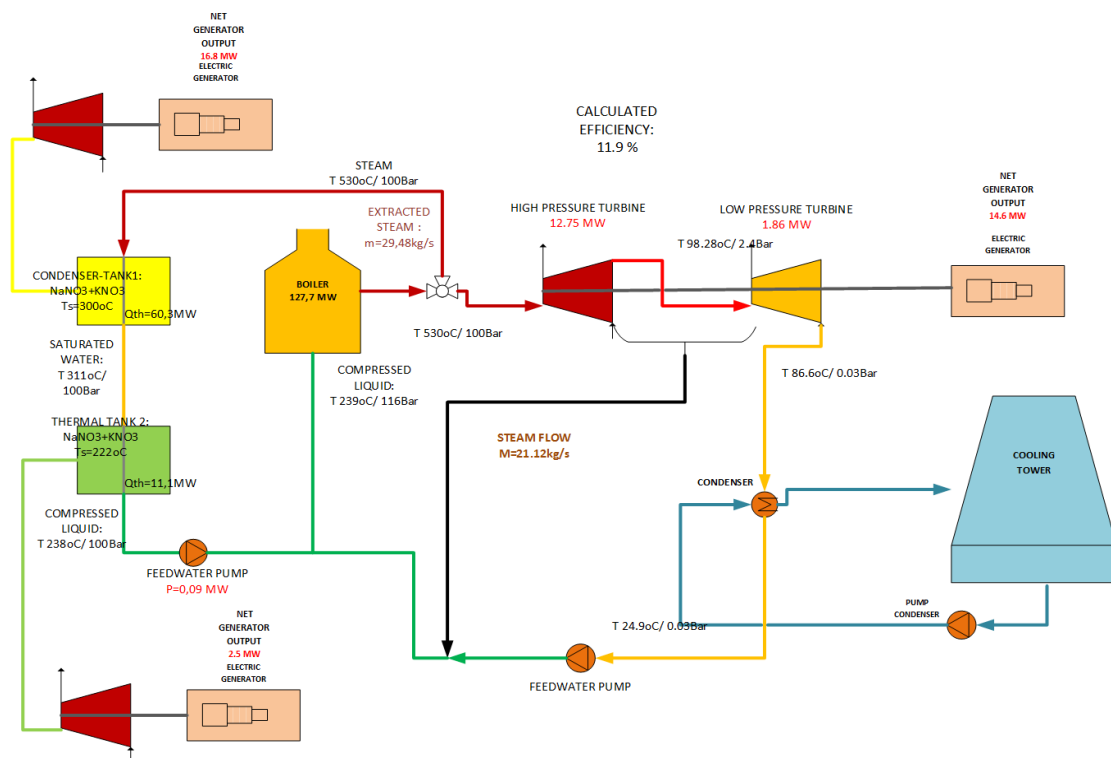 NET
GENERATOR
OUTPUT
16.8 MW
ELECTRIC
GENERATOR
CALCULATED
EFFICIENCY:
11.9 %
STEAM
T 530oC/ 100Bar
EXTRACTED
STEAM :
m=29,48kg/s
HIGH PRESSURE TURBINE
12.75 MW
LOW PRESSURE TURBINE
1.86 MW
T 98.28oC/ 2.4Bar
NET
GENERATOR
OUTPUT
14.6 MW
ELECTRIC
GENERATOR
CONDENSER-TANK1:
NaNO3+KNO3
Ts=300oC
Qth=60,3MW
BOILER
127,7 MW
T 530oC/ 100Bar
SATURATED
WATER:
T 311oC/
100Bar
COMPRESSED
LIQUID:
T 239oC/ 116Bar
T 86.6oC/ 0.03Bar
THERMAL TANK 2:
NaNO3+KNO3
Ts=222oC
Qth=11,1MW
STEAM FLOW
M=21.12kg/s
COOLING
TOWER
CONDENSER
COMPRESSED
LIQUID:
T 238oC/ 100Bar
FEEDWATER PUMP
P=0,09 MW
PUMP
CONDENSER
T 24.9oC/ 0.03Bar
NET
GENERATOR
OUTPUT
2.5 MW
ELECTRIC
GENERATOR
FEEDWATER PUMP